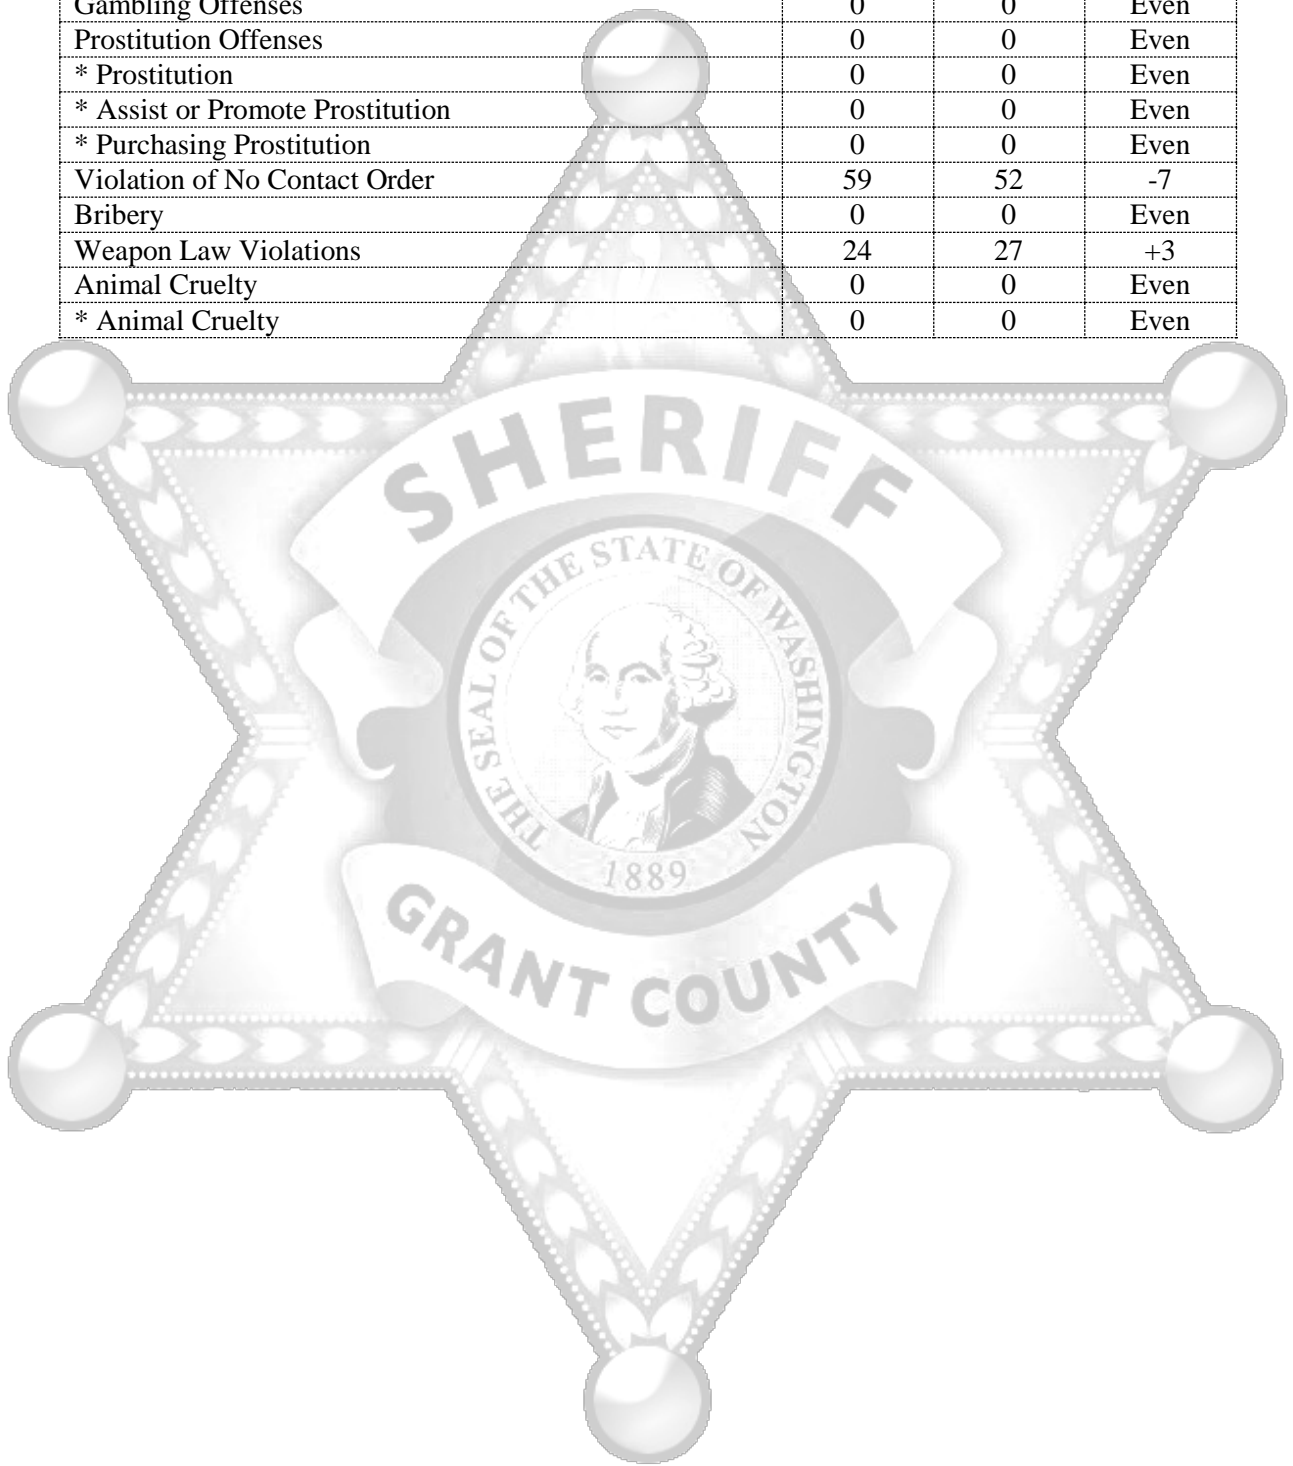 Gambling Offenses 0 0 Even
Prostitution Offenses 0 0 Even
* Prostitution 0 0 Even
* Assist or Promote Prostitution 0 0 Even
* Purchasing Prostitution 0 0 Even
Violation of No Contact Order 59 52 -7
Bribery 0 0 Even
Weapon Law Violations 24 27 +3
Animal Cruelty 0 0 Even
* Animal Cruelty 0 0 Even
SHERIFF
THE SEAL OF THE STATE OF WASHINGTON
1889
GRANT COUNTY